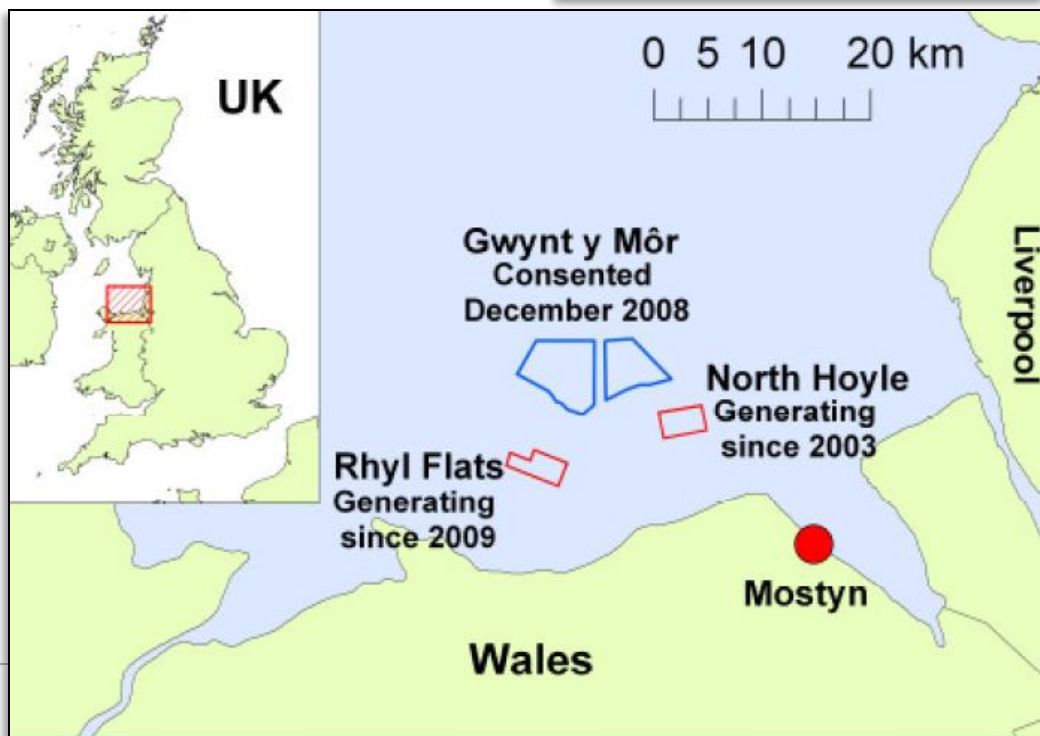 UK
0 5 10 20 km
Gwynt y Môr
Consented
December 2008
North Hoyle
Generating
since 2003
Rhyl Flats
Generating
since 2009
Liverpool
Mostyn
Wales